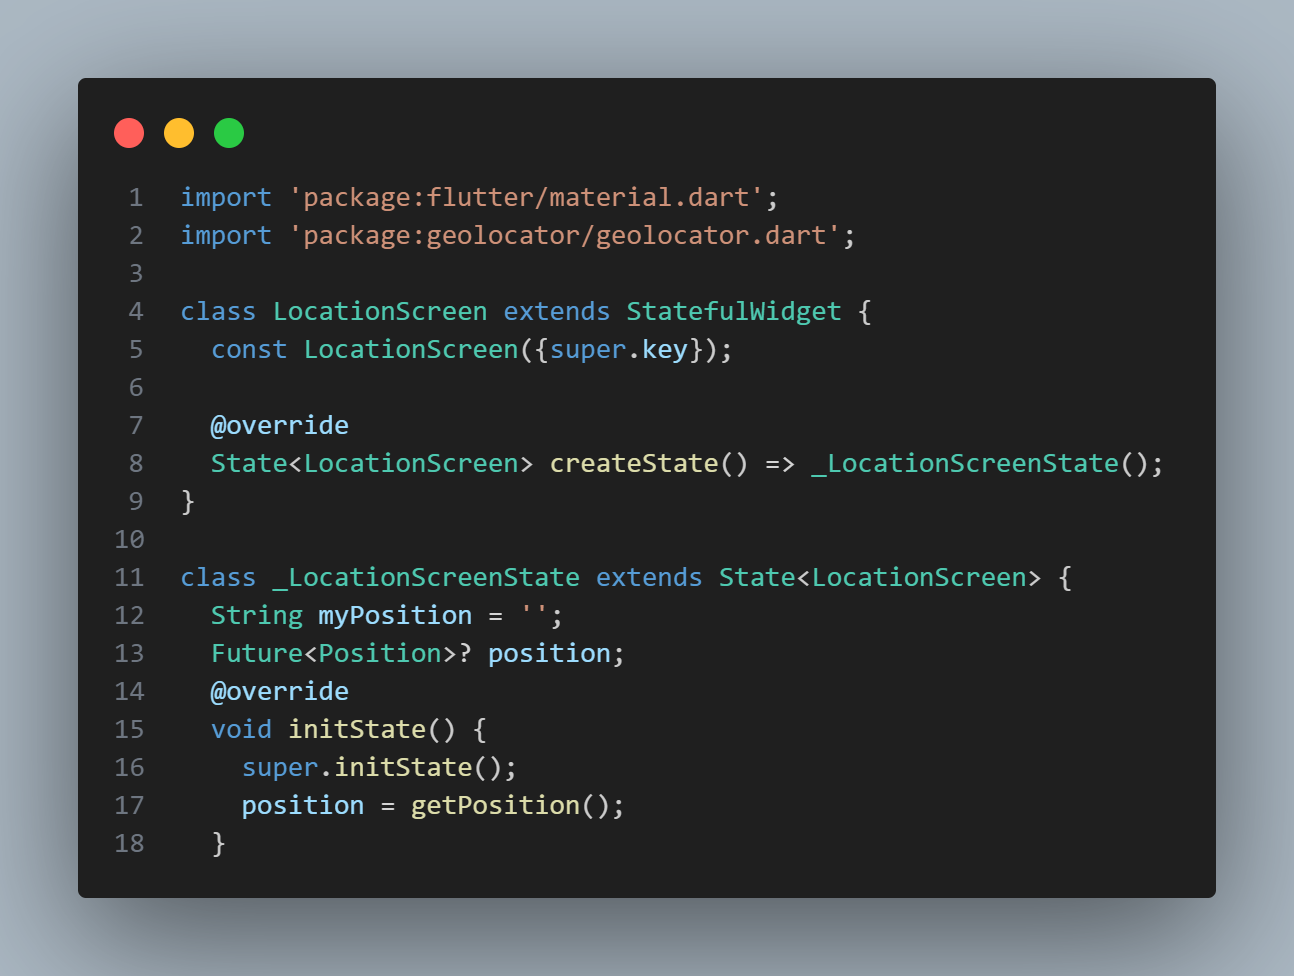 1 import 'package:flutter/material.dart';
2 import 'package:geolocator/geolocator.dart';
3
4 class LocationScreen extends StatefulWidget {
5   const LocationScreen({super.key});
6
7   @override
8   State<LocationScreen> createState() => _LocationScreenState();
9 }
10
11 class _LocationScreenState extends State<LocationScreen> {
12   String myPosition = '';
13   Future<Position>? position;
14   @override
15   void initState() {
16     super.initState();
17     position = getPosition();
18   }